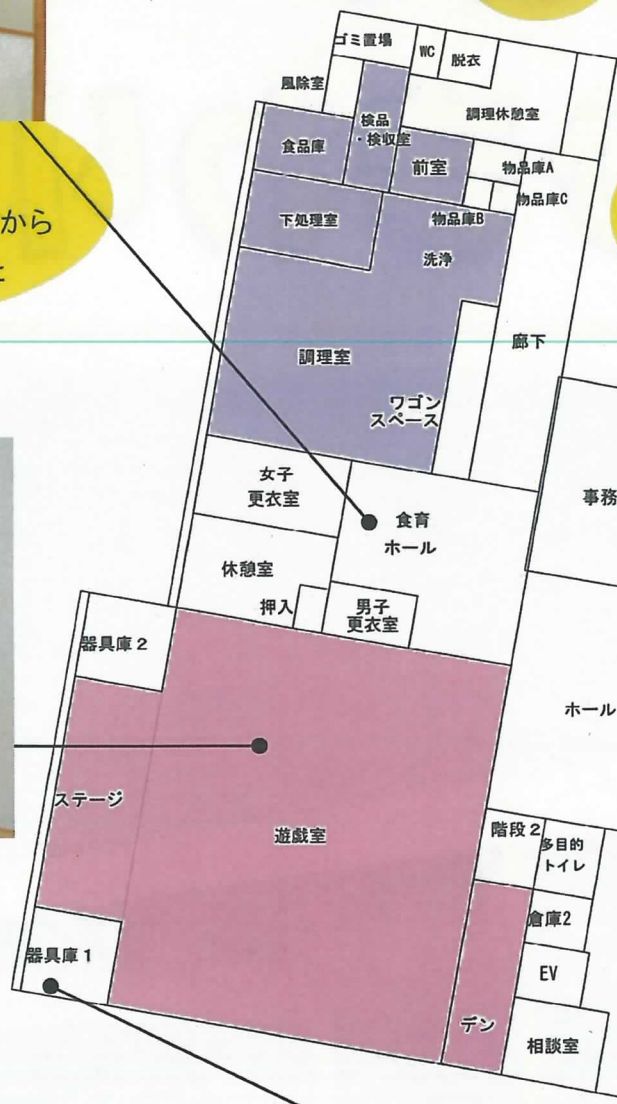 ゴミ置場
WC
脱衣
風除室
調理休憩室
検品
・検収室
食品庫
前室
物品庫A
物品庫C
下処理室
物品庫B
洗浄
から
廊下
調理室
ワゴン
スペース
女子
更衣室
食育
ホール
事務
休憩室
押入
男子
更衣室
器具庫2
ホール
ステージ
遊戯室
階段2
多目的
トイレ
倉庫2
器具庫1
EV
デン
相談室